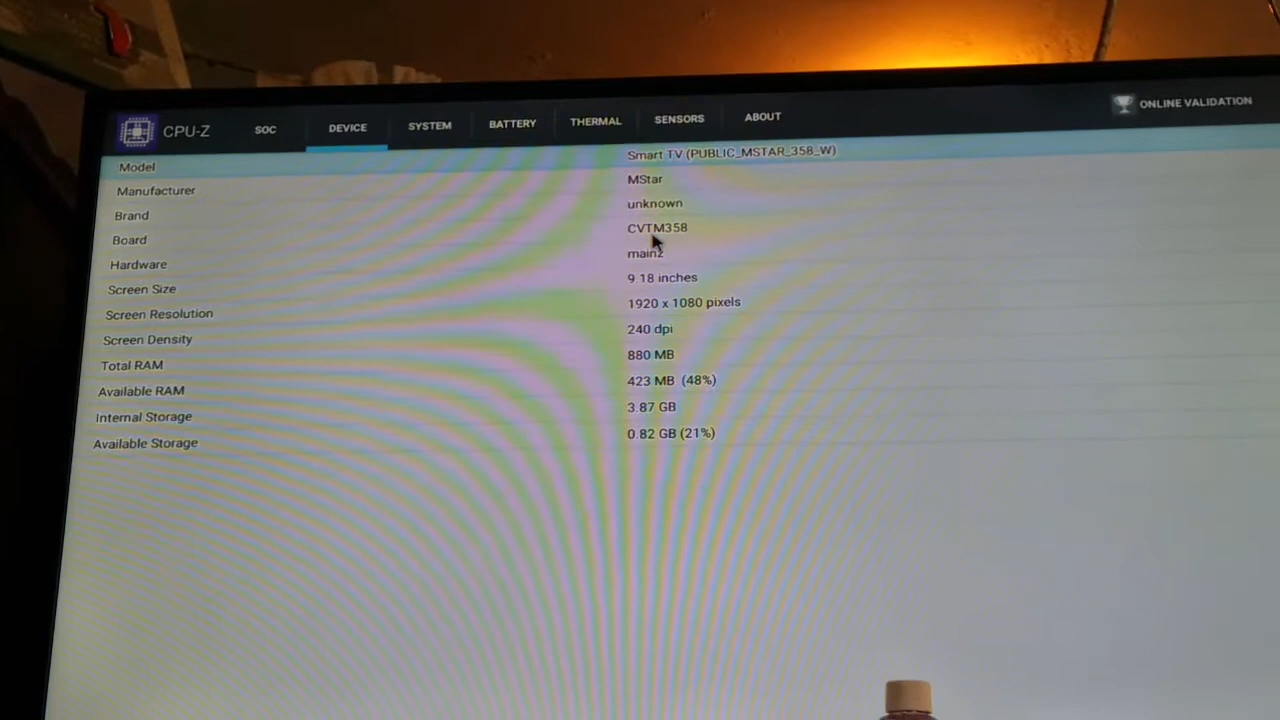 CPU-Z SOC DEVICE SYSTEM BATTERY THERMAL SENSORS ABOUT ONLINE VALIDATION
Model Smart TV (PUBLIC_MSTAR_358_W)
Manufacturer MStar
Brand unknown
Board CVTM358
Hardware mainz
Screen Size 9.18 inches
Screen Resolution 1920 x 1080 pixels
Screen Density 240 dpi
Total RAM 880 MB
Available RAM 423 MB (48%)
Internal Storage 3.87 GB
Available Storage 0.82 GB (21%)